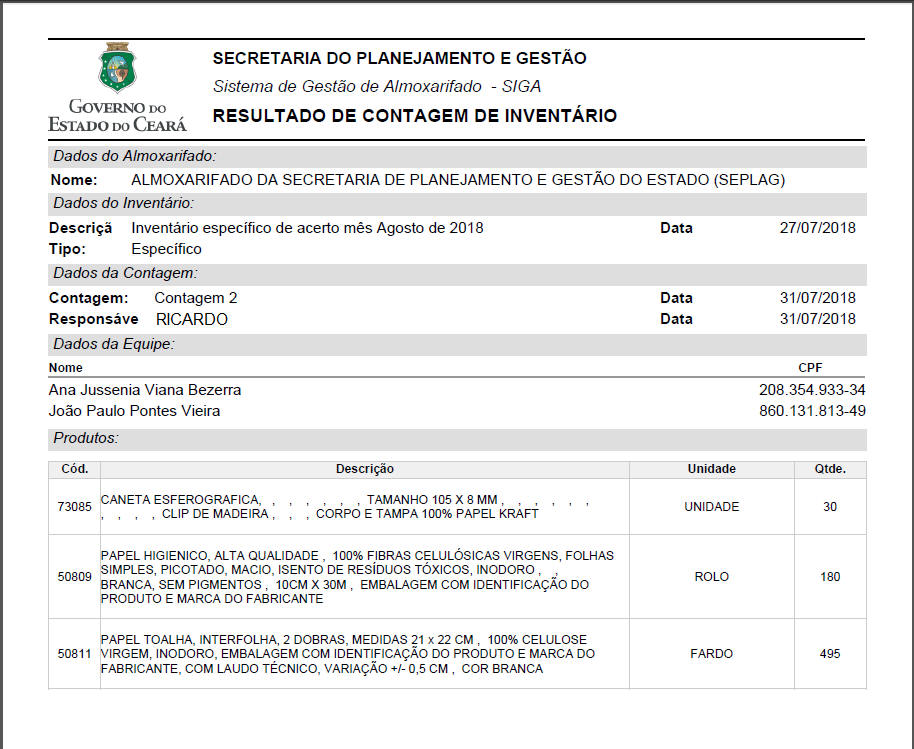 SECRETARIA DO PLANEJAMENTO E GESTÃO
Sistema de Gestão de Almoxarifado - SIGA
GOVERNO DO
ESTADO DO CEARÁ
RESULTADO DE CONTAGEM DE INVENTÁRIO
Dados do Almoxarifado:
Nome: ALMOXARIFADO DA SECRETARIA DE PLANEJAMENTO E GESTÃO DO ESTADO (SEPLAG)
Dados do Inventário:
Descriçã Inventário específico de acerto mês Agosto de 2018 Data 27/07/2018
Tipo: Específico
Dados da Contagem:
Contagem: Contagem 2 Data 31/07/2018
Responsáve RICARDO Data 31/07/2018
Dados da Equipe:
Nome CPF
Ana Jussenia Viana Bezerra 208.354.933-34
João Paulo Pontes Vieira 860.131.813-49
Produtos:
Cód. Descrição Unidade Qtde.
73085 CANETA ESFEROGRAFICA, , , , , , , TAMANHO 105 X 8 MM , , , , , ,
, , , , CLIP DE MADEIRA , , , CORPO E TAMPA 100% PAPEL KRAFT UNIDADE 30
PAPEL HIGIENICO, ALTA QUALIDADE , 100% FIBRAS CELULÓSICAS VIRGENS, FOLHAS
SIMPLES, PICOTADO, MACIO, ISENTO DE RESÍDUOS TÓXICOS, INODORO , ,
50809 BRANCA, SEM PIGMENTOS , 10CM X 30M , EMBALAGEM COM IDENTIFICAÇÃO DO ROLO 180
PRODUTO E MARCA DO FABRICANTE
PAPEL TOALHA, INTERFOLHA, 2 DOBRAS, MEDIDAS 21 x 22 CM , 100% CELULOSE
50811 VIRGEM, INODORO, EMBALAGEM COM IDENTIFICAÇÃO DO PRODUTO E MARCA DO FARDO 495
FABRICANTE, COM LAUDO TÉCNICO, VARIAÇÃO +/- 0,5 CM , COR BRANCA